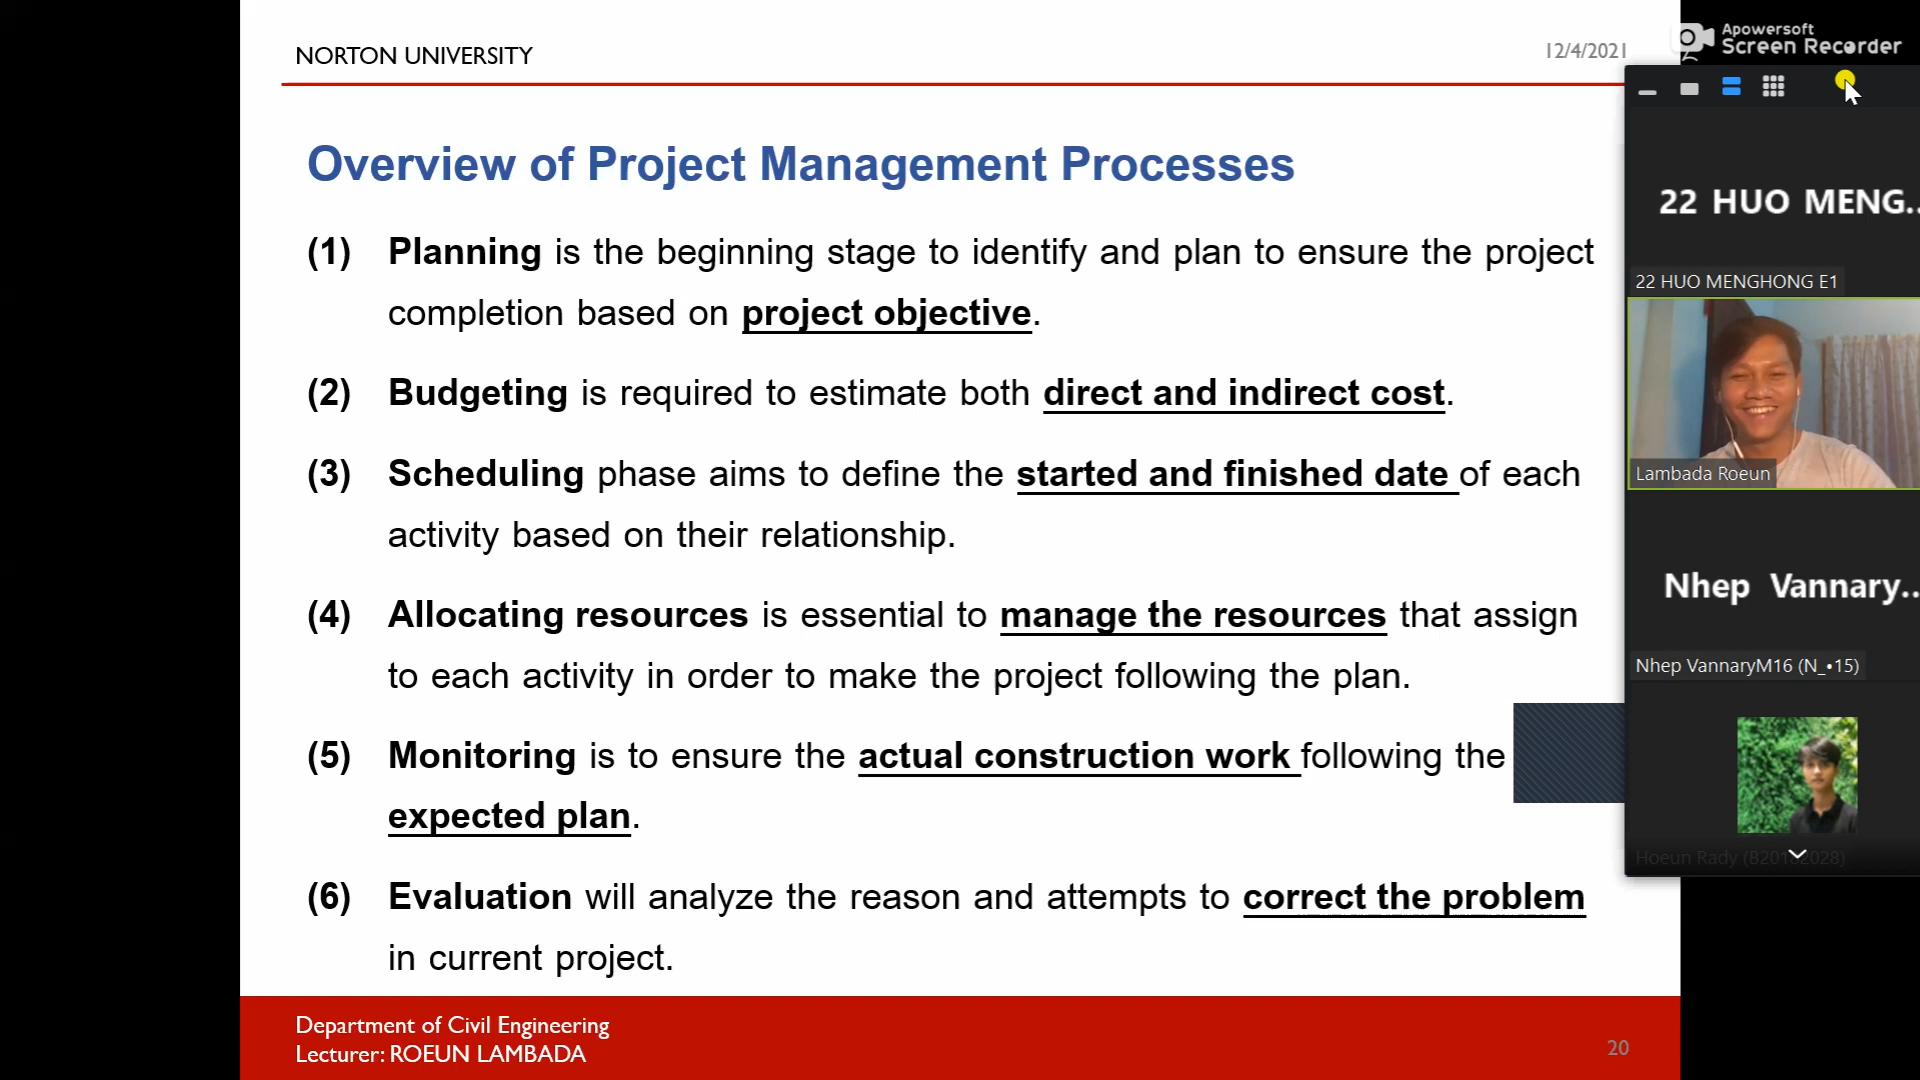 NORTON UNIVERSITY
12/4/2021
Apowersoft
Screen Recorder
Overview of Project Management Processes
(1) Planning is the beginning stage to identify and plan to ensure the project
completion based on project objective.
(2) Budgeting is required to estimate both direct and indirect cost.
(3) Scheduling phase aims to define the started and finished date of each
activity based on their relationship.
(4) Allocating resources is essential to manage the resources that assign
to each activity in order to make the project following the plan.
(5) Monitoring is to ensure the actual construction work following the
expected plan.
(6) Evaluation will analyze the reason and attempts to correct the problem
in current project.
Department of Civil Engineering
Lecturer: ROEUN LAMBADA
20
22 HUO MENG...
22 HUO MENGHONG E1
Lambada Roeun
Nhep Vannary...
Nhep VannaryM16 (N_•15)
Hoeun Rady